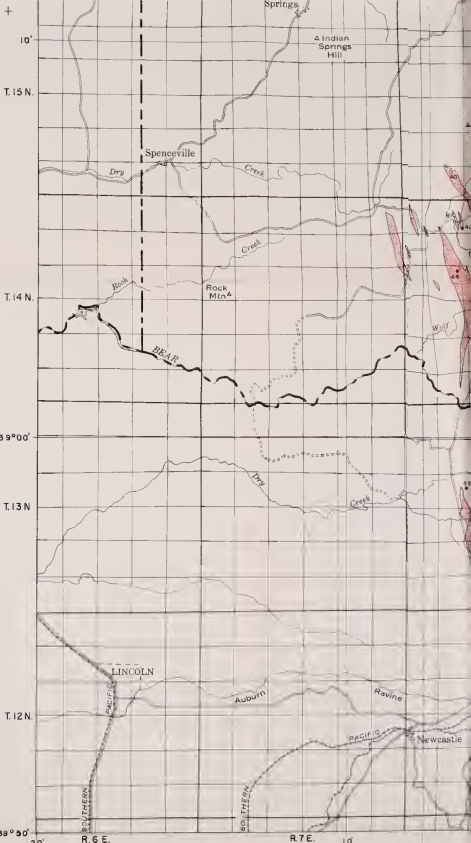 Springs
10'
Indian
Springs
Hill
T.15 N.
Spenceville
Dry
Creek
Creek
Rock
Rock
Mtn
T.14 N.
44
Wolf
BEAR
39°00'
Dry
T.13 N
Creek
LINCOLN
PACIFIC
Auburn
Ravine
T.12 N.
PACIFIC
Newcastle
SOUTHERN
SOUTHERN
38°50'
R.6 E.
R.7 E.
10